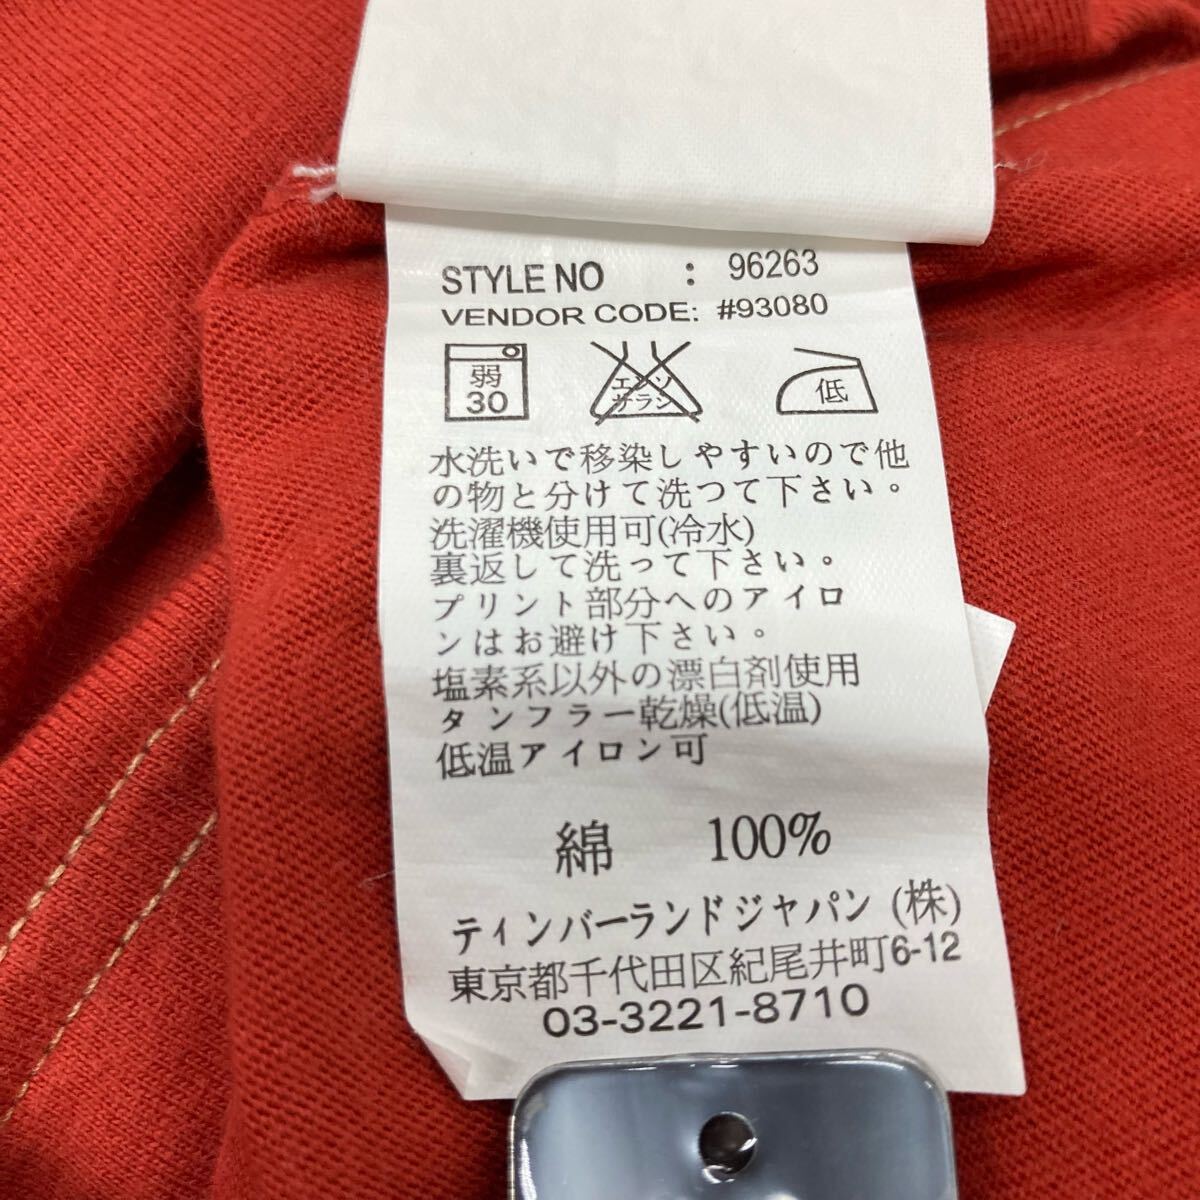 STYLE NO : 96263
VENDOR CODE: #93080
弱 30
エンソ サラシ
低
水洗いで移染しやすいので他
の物と分けて洗つて下さい。
洗濯機使用可(冷水)
裏返して洗って下さい。
プリント部分へのアイロ
ンはお避け下さい。
塩素系以外の漂白剤使用
タンフラー乾燥(低温)
低温アイロン可
綿 100%
ティンバーランドジャパン (株)
東京都千代田区紀尾井町6-12
03-3221-8710